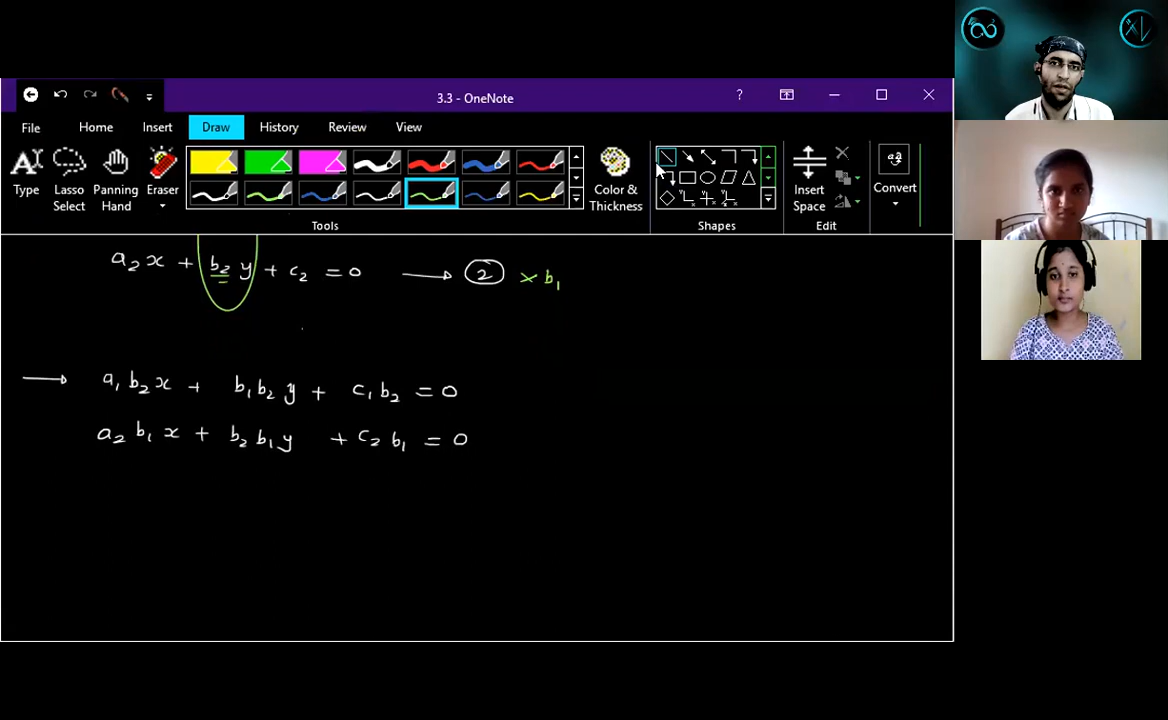 3.3 - OneNote
File Home Insert Draw History Review View
Type
Lasso Select
Panning Hand
Eraser
Color & Thickness
Insert Space
Convert
Tools Shapes Edit
a₂x + b₂y + c₂ = 0 ⟶ ② × b₁
⟶ a₁b₂x + b₁b₂y + c₁b₂ = 0
a₂b₁x + b₂b₁y + c₂b₁ = 0